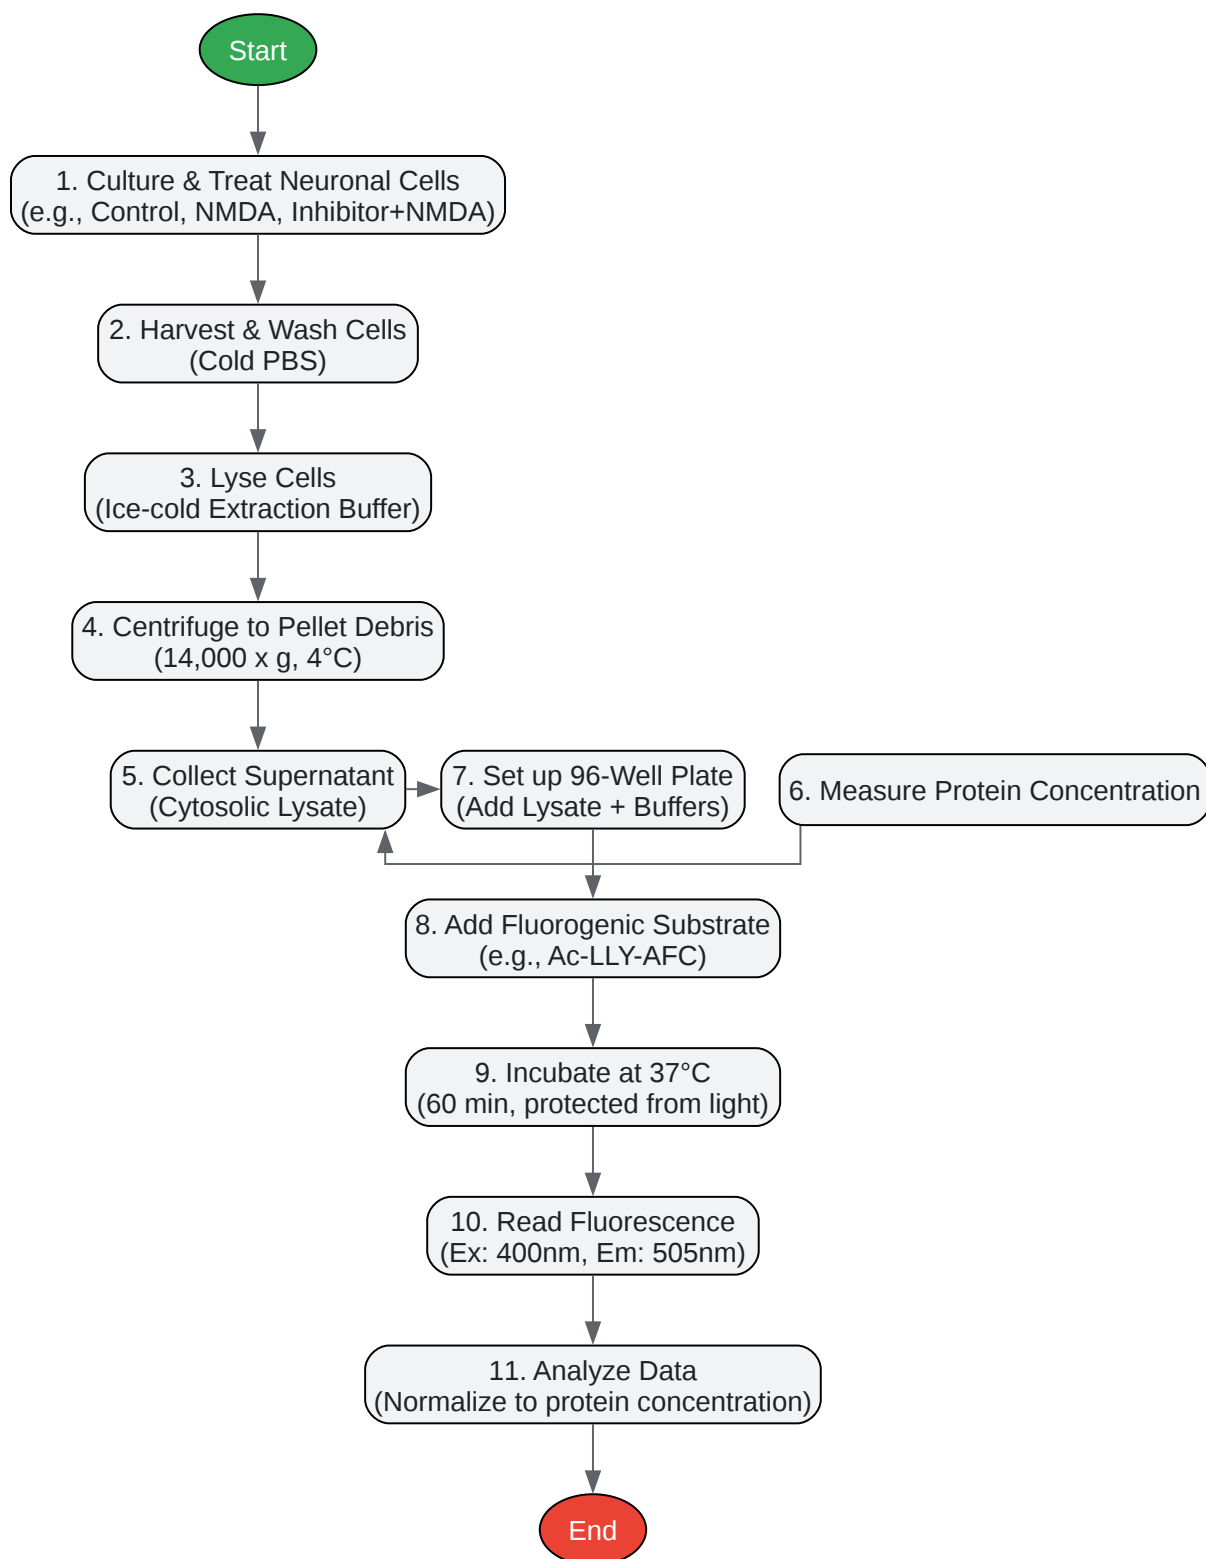 Start
1. Culture & Treat Neuronal Cells
(e.g., Control, NMDA, Inhibitor+NMDA)
2. Harvest & Wash Cells
(Cold PBS)
3. Lyse Cells
(Ice-cold Extraction Buffer)
4. Centrifuge to Pellet Debris
(14,000 x g, 4°C)
5. Collect Supernatant
(Cytosolic Lysate)
7. Set up 96-Well Plate
(Add Lysate + Buffers)
6. Measure Protein Concentration
8. Add Fluorogenic Substrate
(e.g., Ac-LLY-AFC)
9. Incubate at 37°C
(60 min, protected from light)
10. Read Fluorescence
(Ex: 400nm, Em: 505nm)
11. Analyze Data
(Normalize to protein concentration)
End